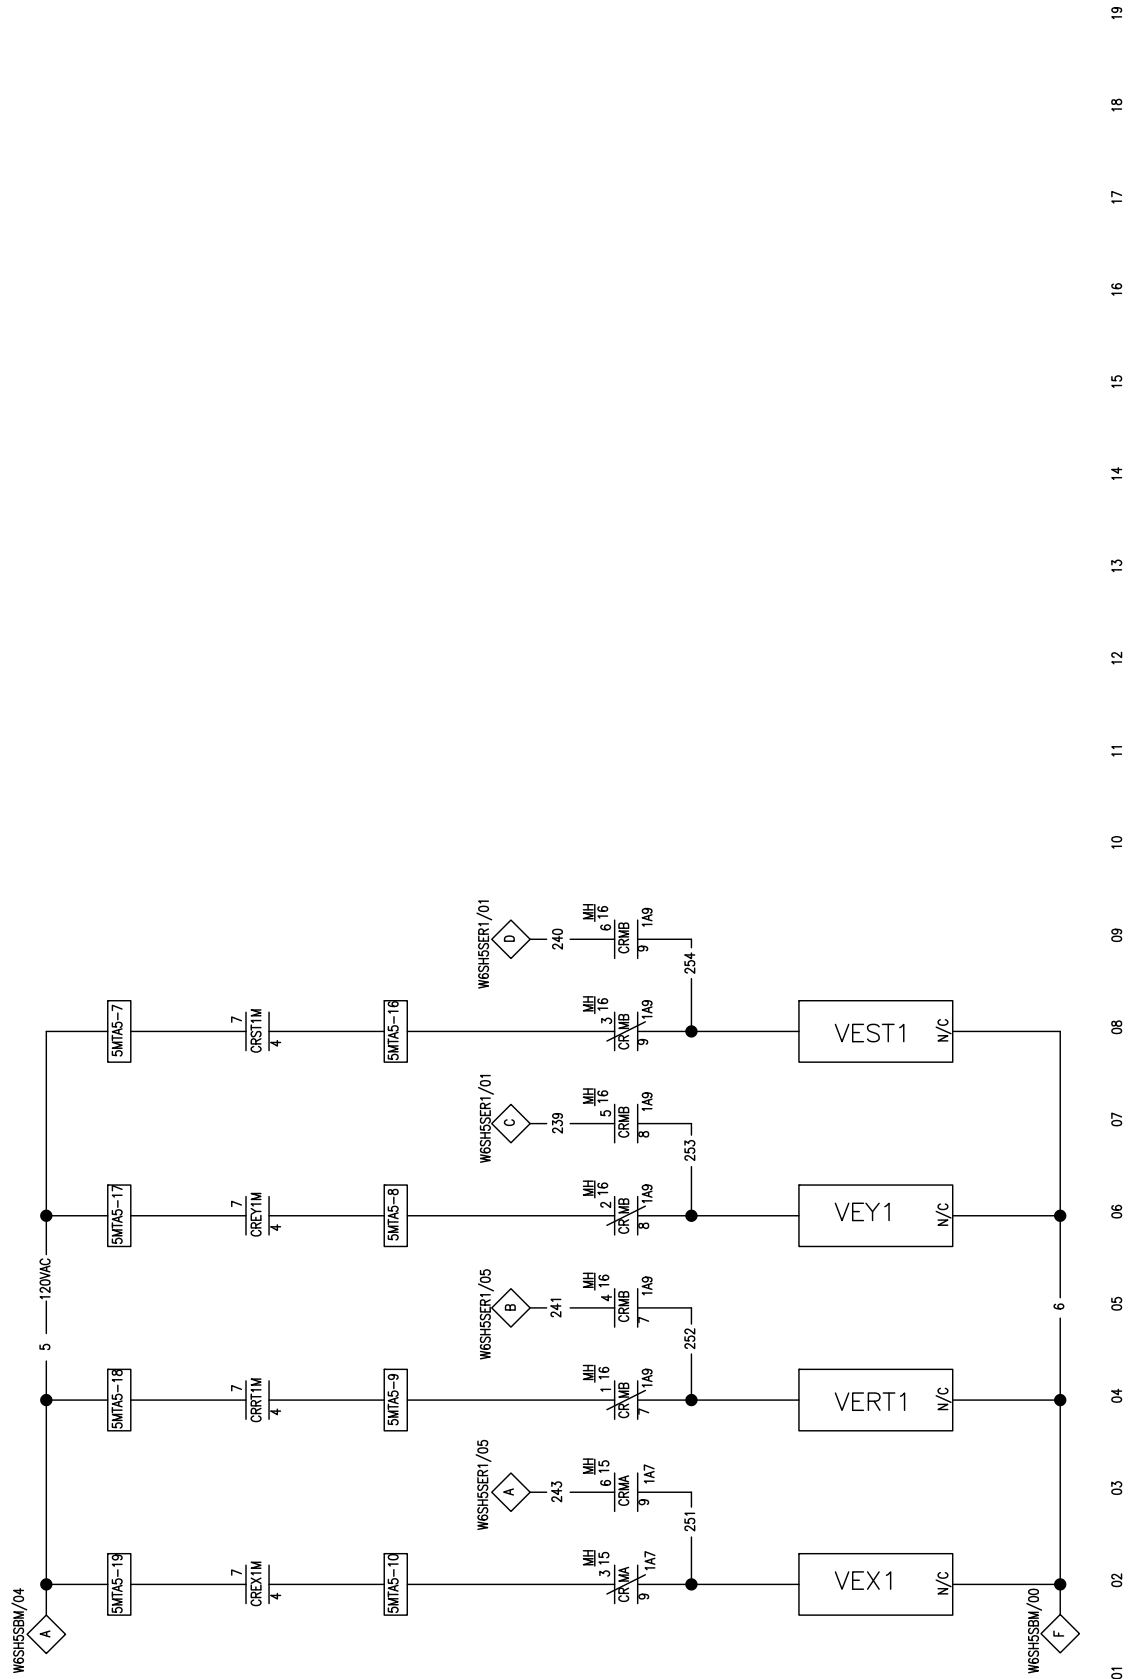 W6SH5SBM/04
A
5
120VAC
5MTA5-19
7
CREX1M
4
5MTA5-10
MH
3 15
CRMA
9
1A7
251
VEX1
N/C
W6SH5SER1/05
A
243
MH
6 15
CRMA
9
1A7
5MTA5-18
7
CRRT1M
4
5MTA5-9
MH
1 16
CRMB
7
1A9
252
VERT1
N/C
W6SH5SER1/05
B
241
MH
4 16
CRMB
7
1A9
5MTA5-17
7
CREY1M
4
5MTA5-8
MH
2 16
CRMB
8
1A9
253
VEY1
N/C
W6SH5SER1/01
C
239
MH
5 16
CRMB
8
1A9
5MTA5-7
7
CRST1M
4
5MTA5-16
MH
3 16
CRMB
9
1A9
254
VEST1
N/C
W6SH5SER1/01
D
240
MH
6 16
CRMB
9
1A9
W6SH5SBM/00
F
6
01
02
03
04
05
06
07
08
09
10
11
12
13
14
15
16
17
18
19